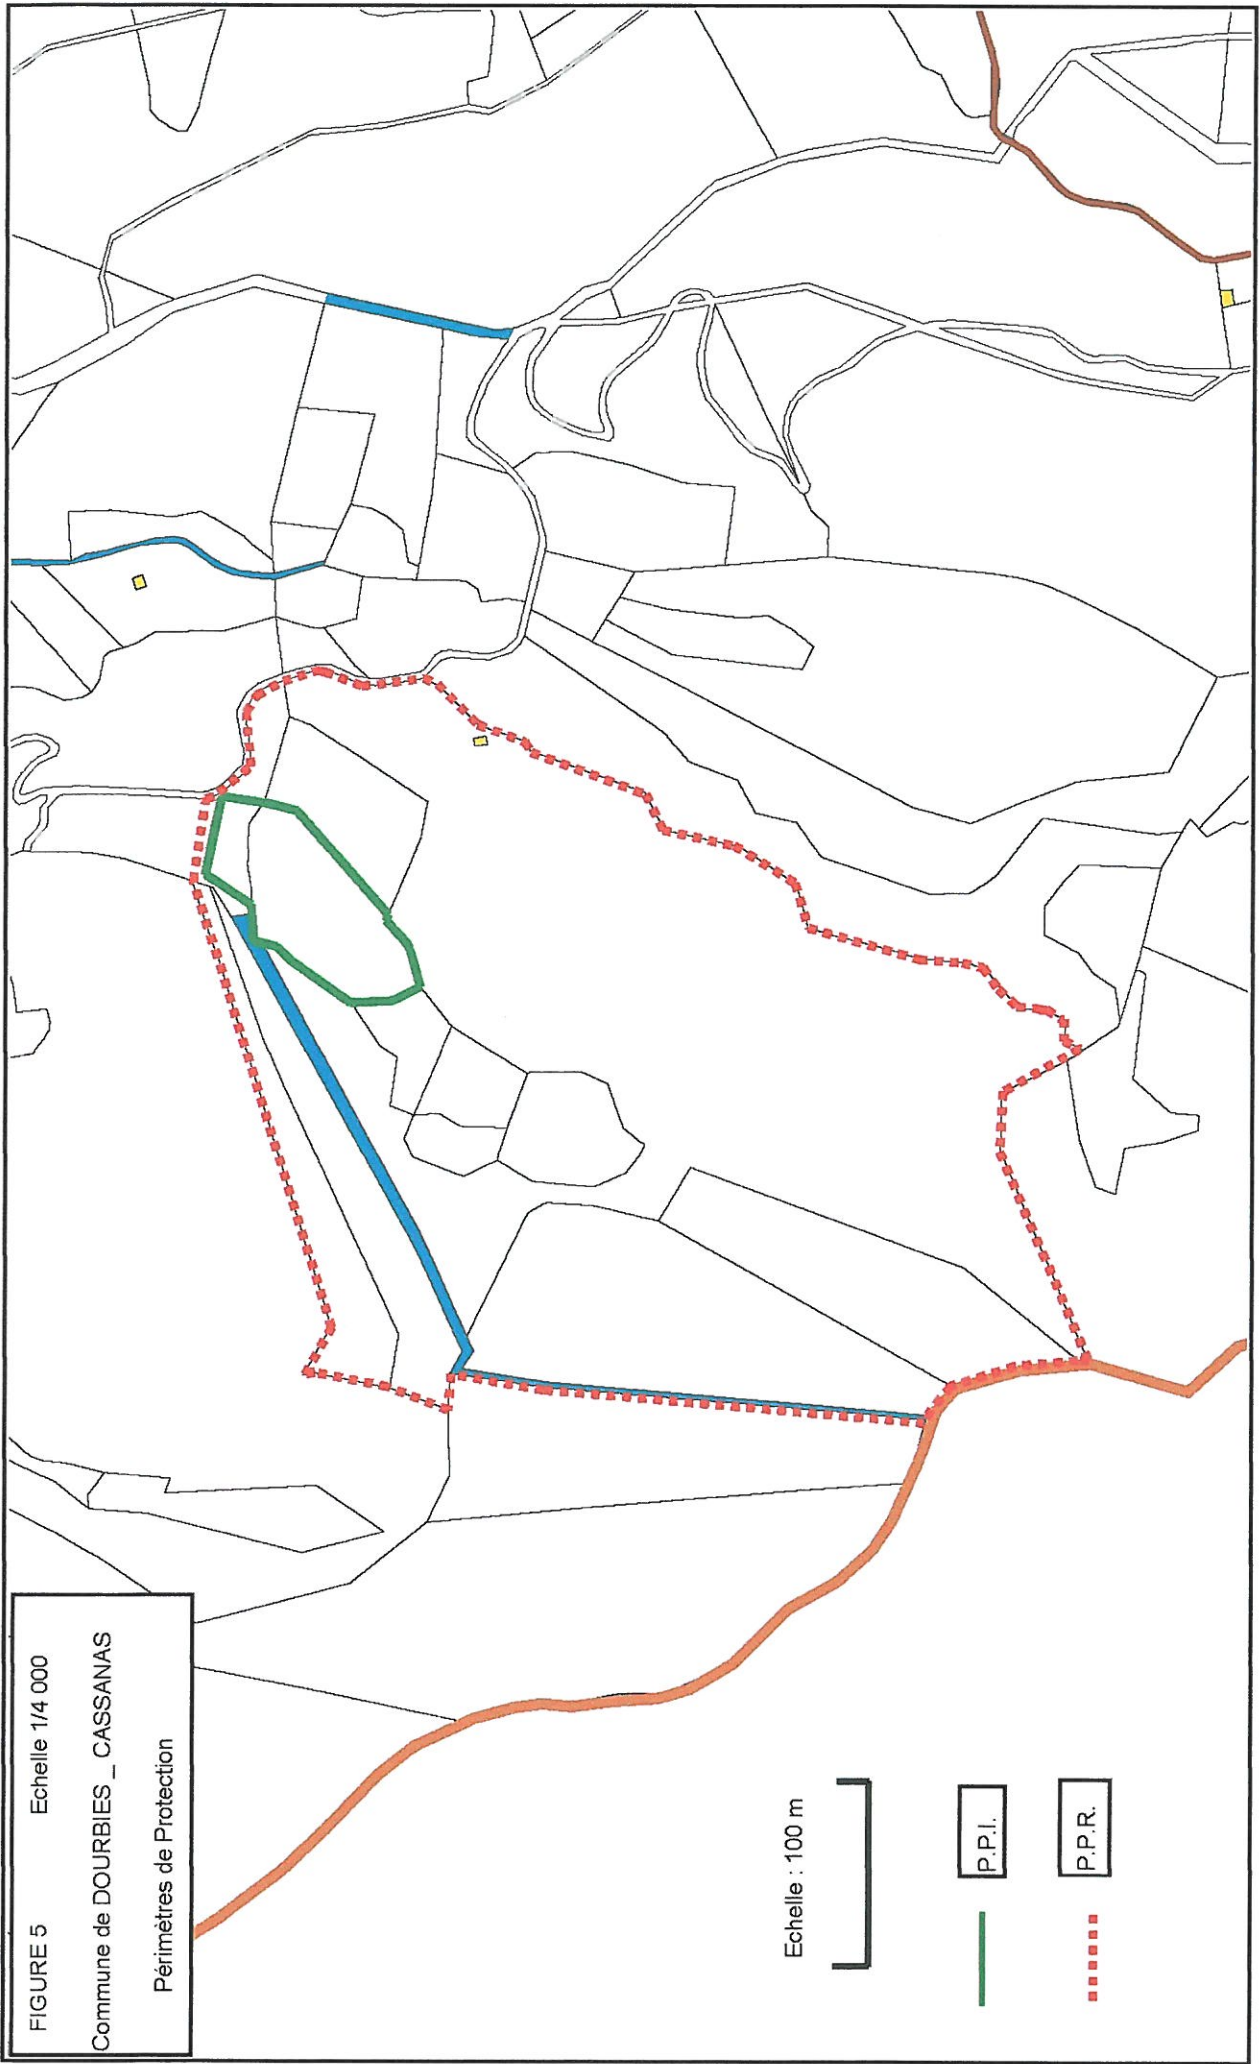 FIGURE 5 Echelle 1/4 000
Commune de DOURBIES _ CASSANAS
Périmètres de Protection
Echelle : 100 m
P.P.I.
P.P.R.